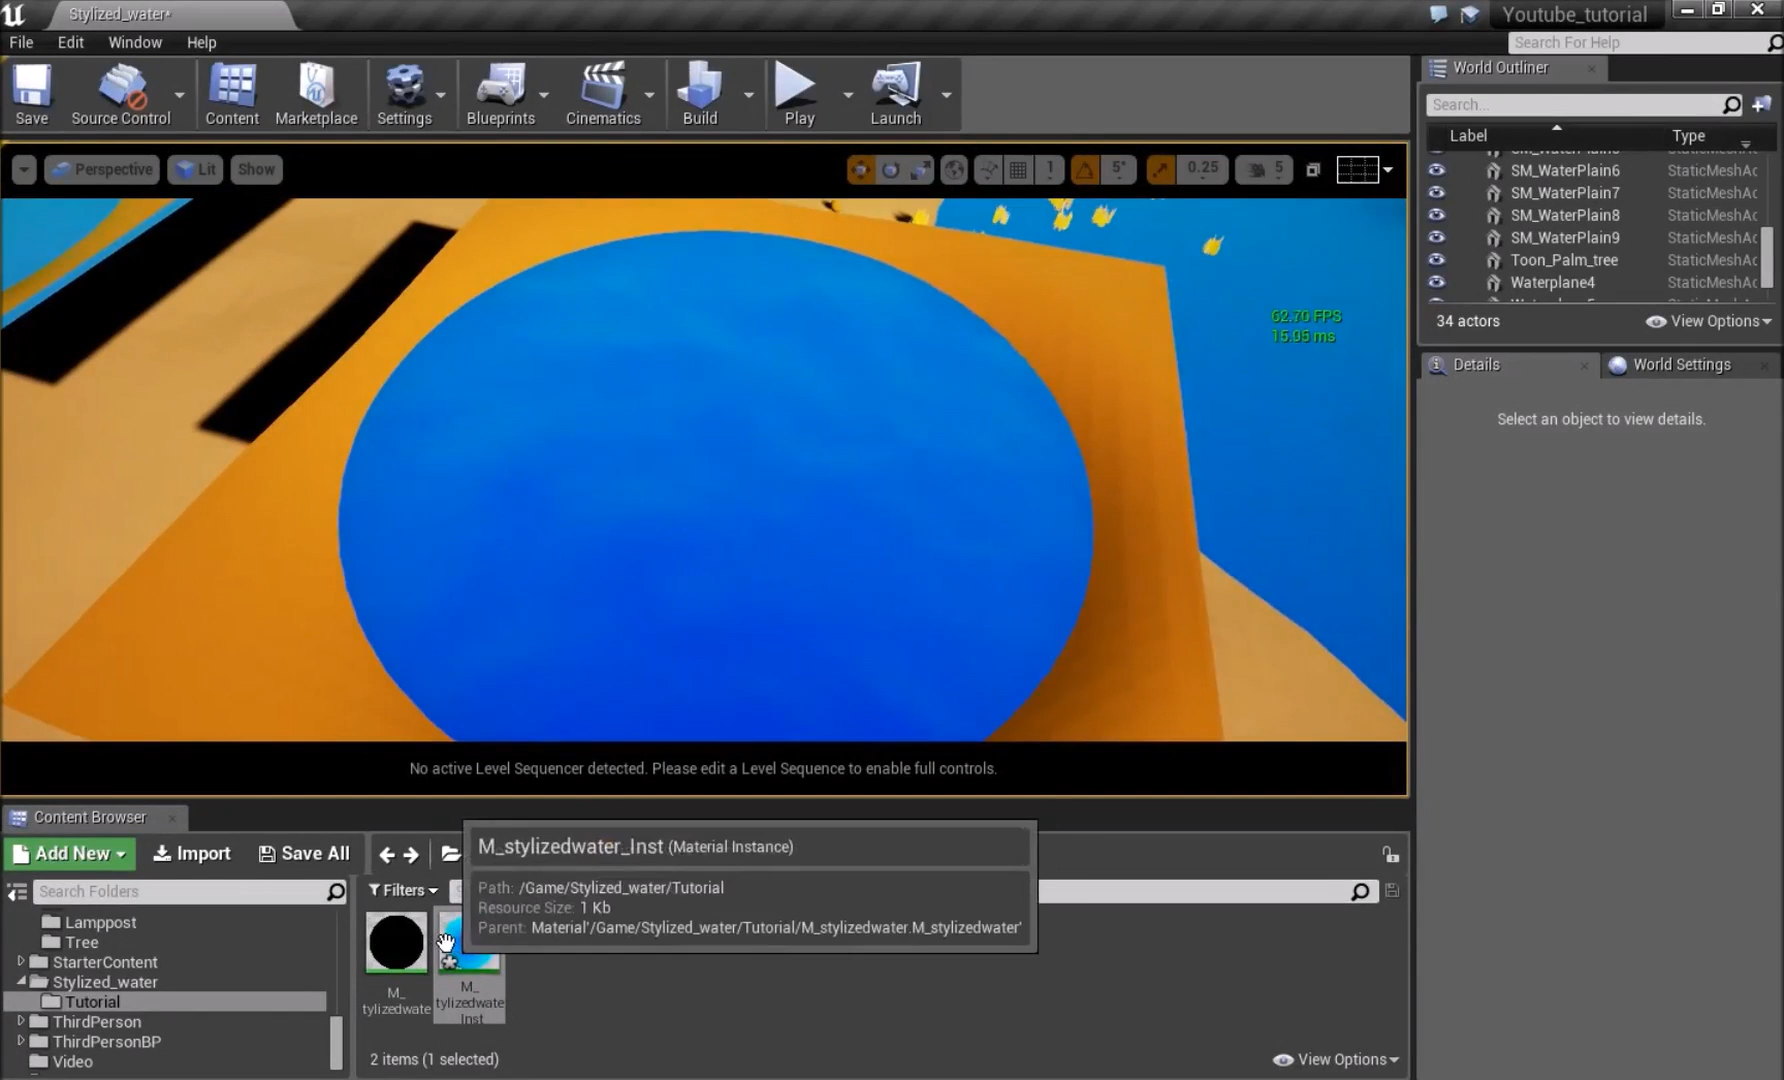 Stylized_water*
Youtube_tutorial
File Edit Window Help
Search For Help
Save
Source Control
Content
Marketplace
Settings
Blueprints
Cinematics
Build
Play
Launch
World Outliner
Search...
Label Type
SM_WaterPlain6 StaticMeshAc
SM_WaterPlain7 StaticMeshAc
SM_WaterPlain8 StaticMeshAc
SM_WaterPlain9 StaticMeshAc
Toon_Palm_tree StaticMeshAc
Waterplane4 StaticMeshAc
34 actors View Options
Details World Settings
Select an object to view details.
Perspective Lit Show
1 5° 0.25 5
62.70 FPS
15.95 ms
No active Level Sequencer detected. Please edit a Level Sequence to enable full controls.
Content Browser
Add New Import Save All
Search Folders
Filters
Lamppost
Tree
StarterContent
Stylized_water
Tutorial
ThirdPerson
ThirdPersonBP
Video
M_stylizedwater_Inst (Material Instance)
Path: /Game/Stylized_water/Tutorial
Resource Size: 1 Kb
Parent: Material'/Game/Stylized_water/Tutorial/M_stylizedwater.M_stylizedwater'
M_
tylizedwate
M_
tylizedwate
Inst
2 items (1 selected)
View Options